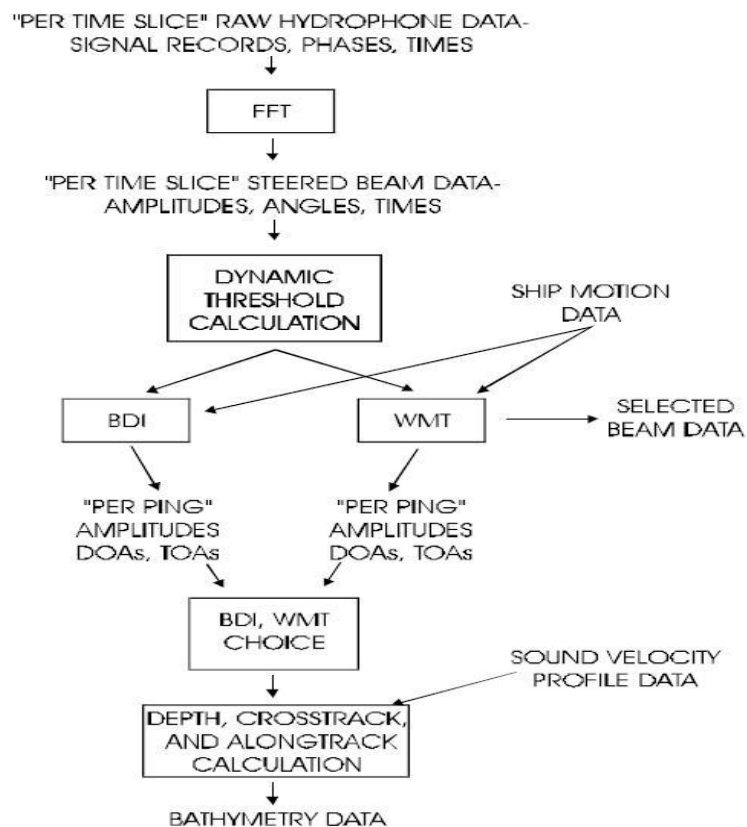 "PER TIME SLICE" RAW HYDROPHONE DATA-
SIGNAL RECORDS, PHASES, TIMES
FFT
"PER TIME SLICE" STEERED BEAM DATA-
AMPLITUDES, ANGLES, TIMES
DYNAMIC
THRESHOLD
CALCULATION
SHIP MOTION
DATA
BDI
WMT
SELECTED
BEAM DATA
"PER PING"
AMPLITUDES
DOAs, TOAs
"PER PING"
AMPLITUDES
DOAs, TOAs
BDI, WMT
CHOICE
SOUND VELOCITY
PROFILE DATA
DEPTH, CROSSTRACK,
AND ALONGTRACK
CALCULATION
BATHYMETRY DATA